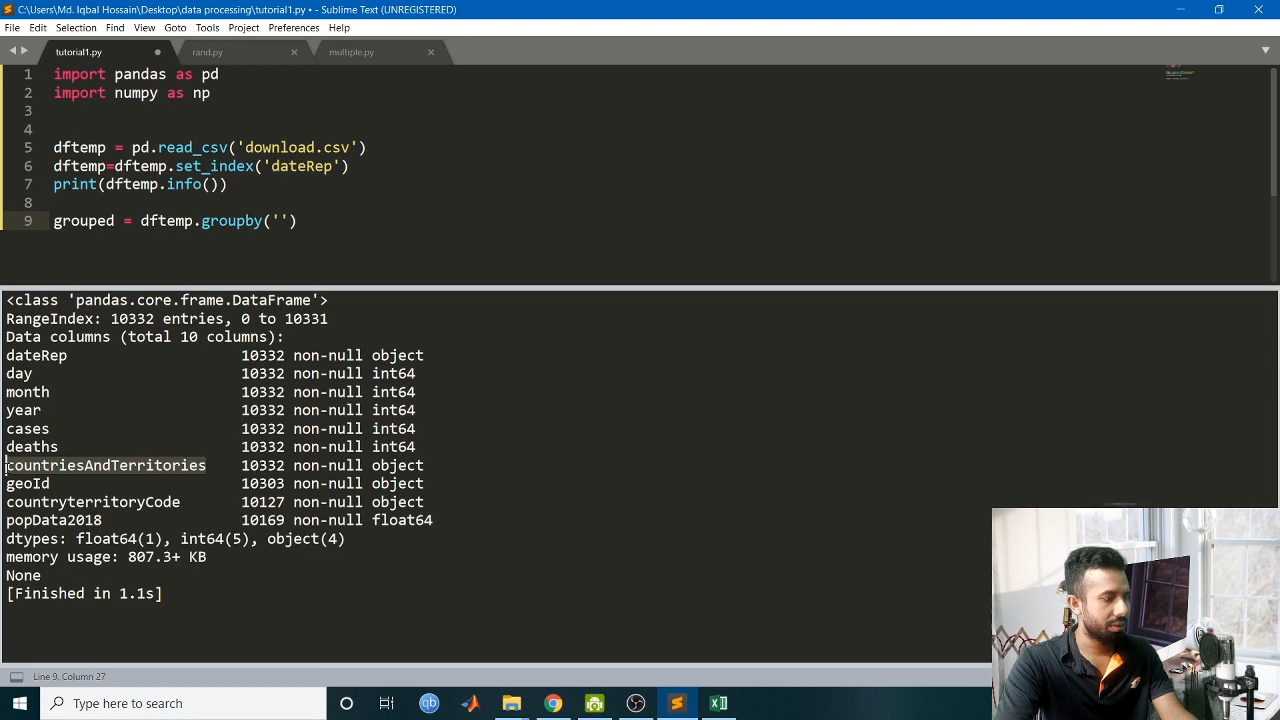 C:\Users\Md. Iqbal Hossain\Desktop\data processing\tutorial1.py • - Sublime Text (UNREGISTERED)
File Edit Selection Find View Goto Tools Project Preferences Help
tutorial1.py rand.py multiple.py
1 import pandas as pd
2 import numpy as np
3
4
5 dftemp = pd.read_csv('download.csv')
6 dftemp=dftemp.set_index('dateRep')
7 print(dftemp.info())
8
9 grouped = dftemp.groupby('')
<class 'pandas.core.frame.DataFrame'>
RangeIndex: 10332 entries, 0 to 10331
Data columns (total 10 columns):
dateRep 10332 non-null object
day 10332 non-null int64
month 10332 non-null int64
year 10332 non-null int64
cases 10332 non-null int64
deaths 10332 non-null int64
countriesAndTerritories 10332 non-null object
geoId 10303 non-null object
countryterritoryCode 10127 non-null object
popData2018 10169 non-null float64
dtypes: float64(1), int64(5), object(4)
memory usage: 807.3+ KB
None
[Finished in 1.1s]
Line 9, Column 27
Type here to search
qb